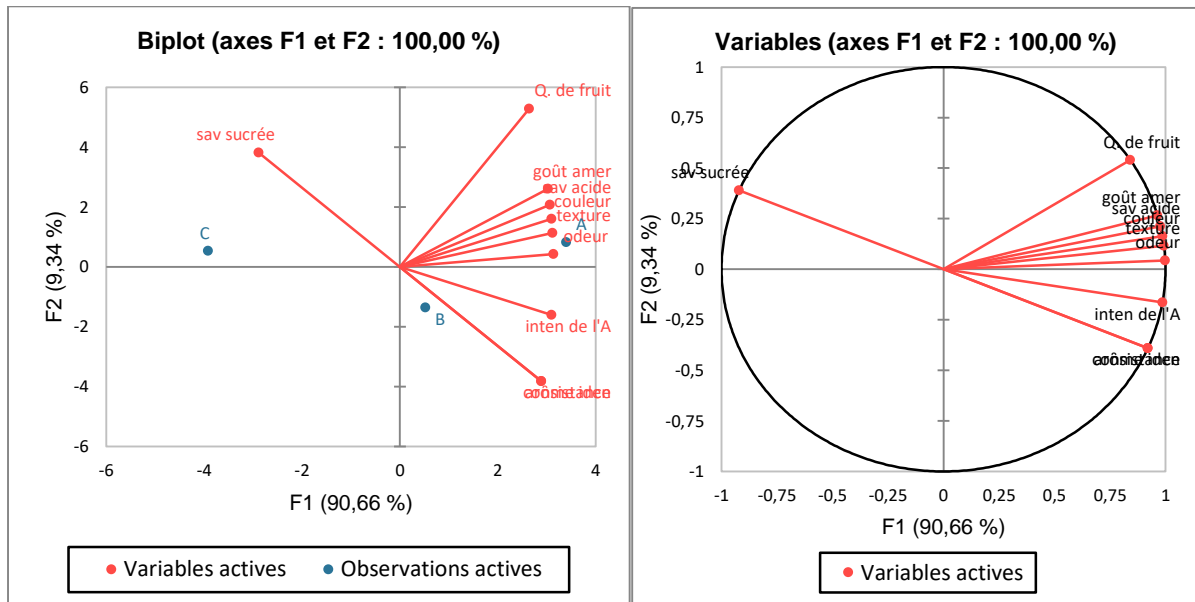 Biplot (axes F1 et F2 : 100,00 %)
6
4
2
0
-2
-4
-6
-6
-4
-2
0
2
4
F2 (9,34 %)
F1 (90,66 %)
Q. de fruit
sav sucrée
goût amer
sav acide
couleur
texture
A
odeur
C
B
inten de l'A
Variables actives
Observations actives
Variables (axes F1 et F2 : 100,00 %)
1
0,75
0,5
0,25
0
-0,25
-0,5
-0,75
-1
-1
-0,75
-0,5
-0,25
0
0,25
0,5
0,75
1
F2 (9,34 %)
F1 (90,66 %)
Q. de fruit
sav sucrée
goût amer
sav acide
couleur
texture
odeur
inten de l'A
Variables actives